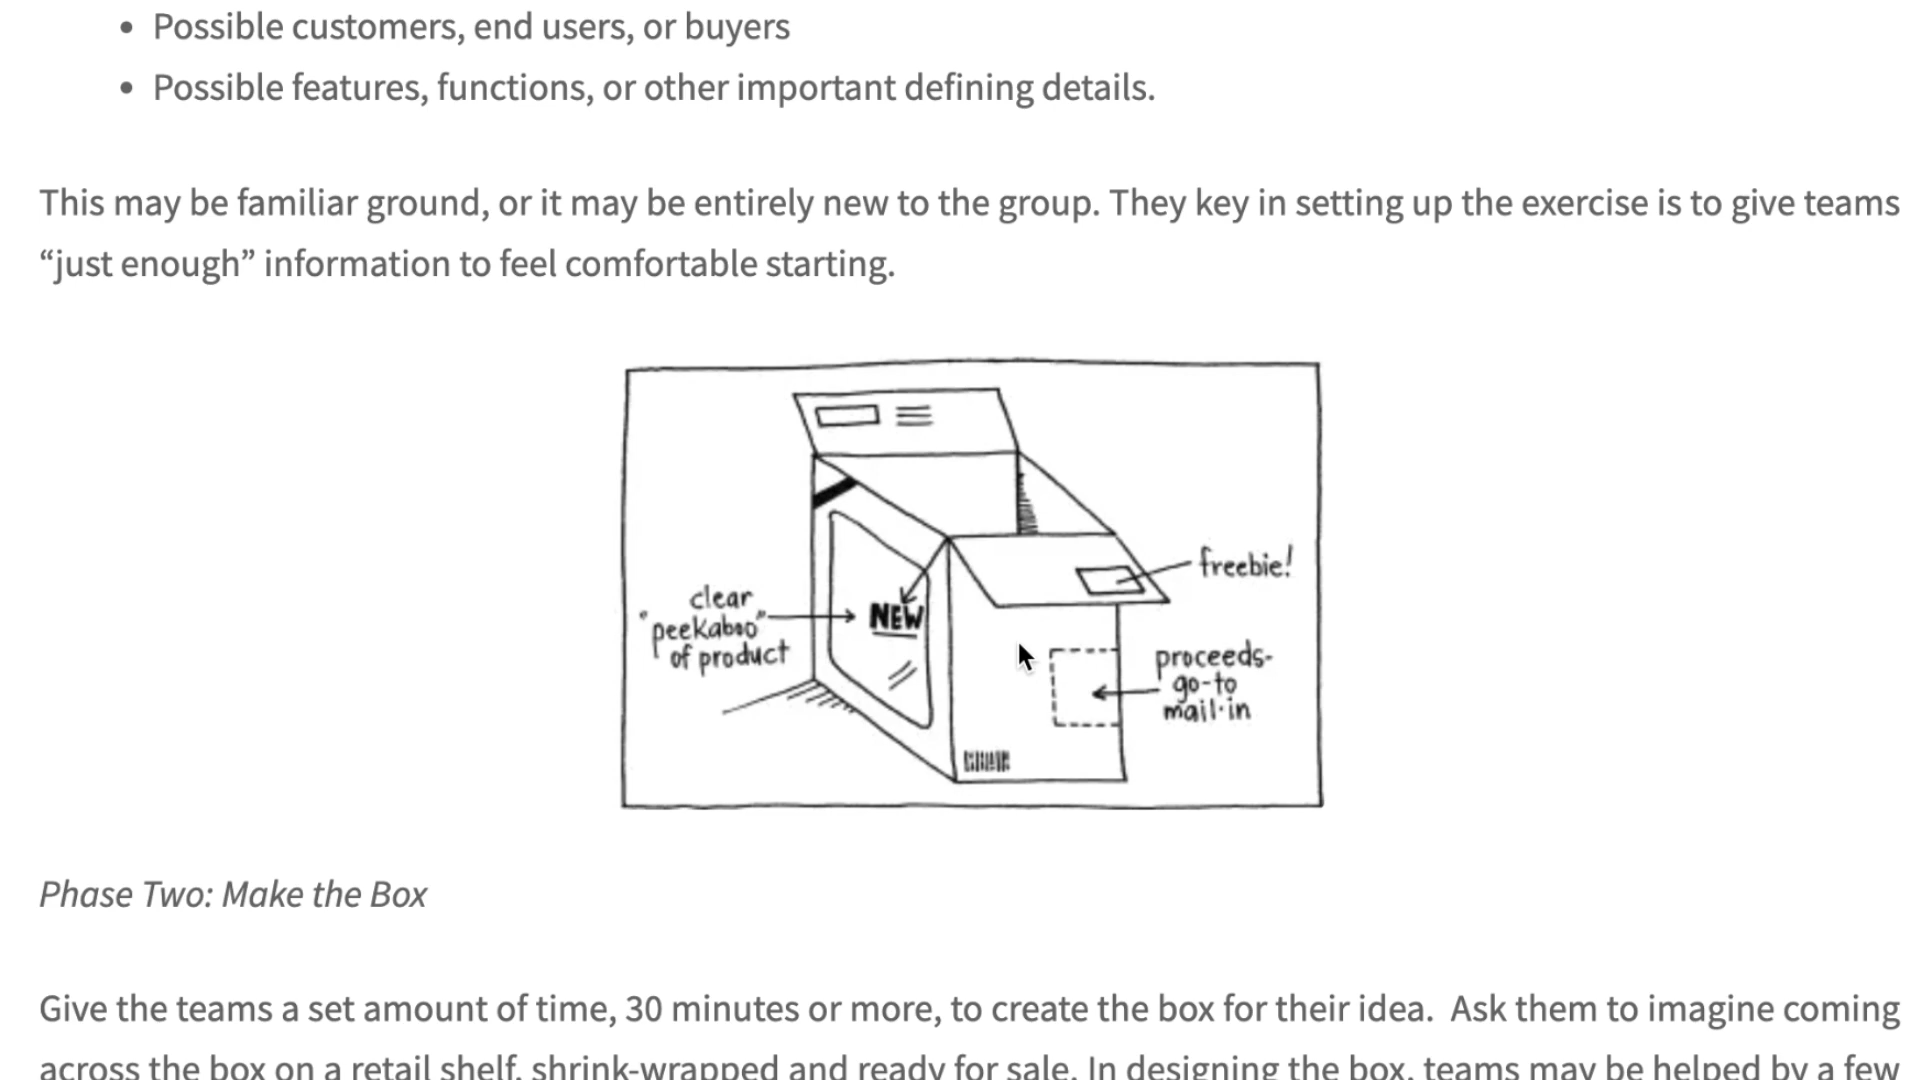 • Possible customers, end users, or buyers
• Possible features, functions, or other important defining details.
This may be familiar ground, or it may be entirely new to the group. They key in setting up the exercise is to give teams
“just enough” information to feel comfortable starting.
freebie!
clear
"peekaboo"
of product
NEW
proceeds-
go-to
mail-in
Phase Two: Make the Box
Give the teams a set amount of time, 30 minutes or more, to create the box for their idea.  Ask them to imagine coming
across the box on a retail shelf, shrink-wrapped and ready for sale. In designing the box, teams may be helped by a few